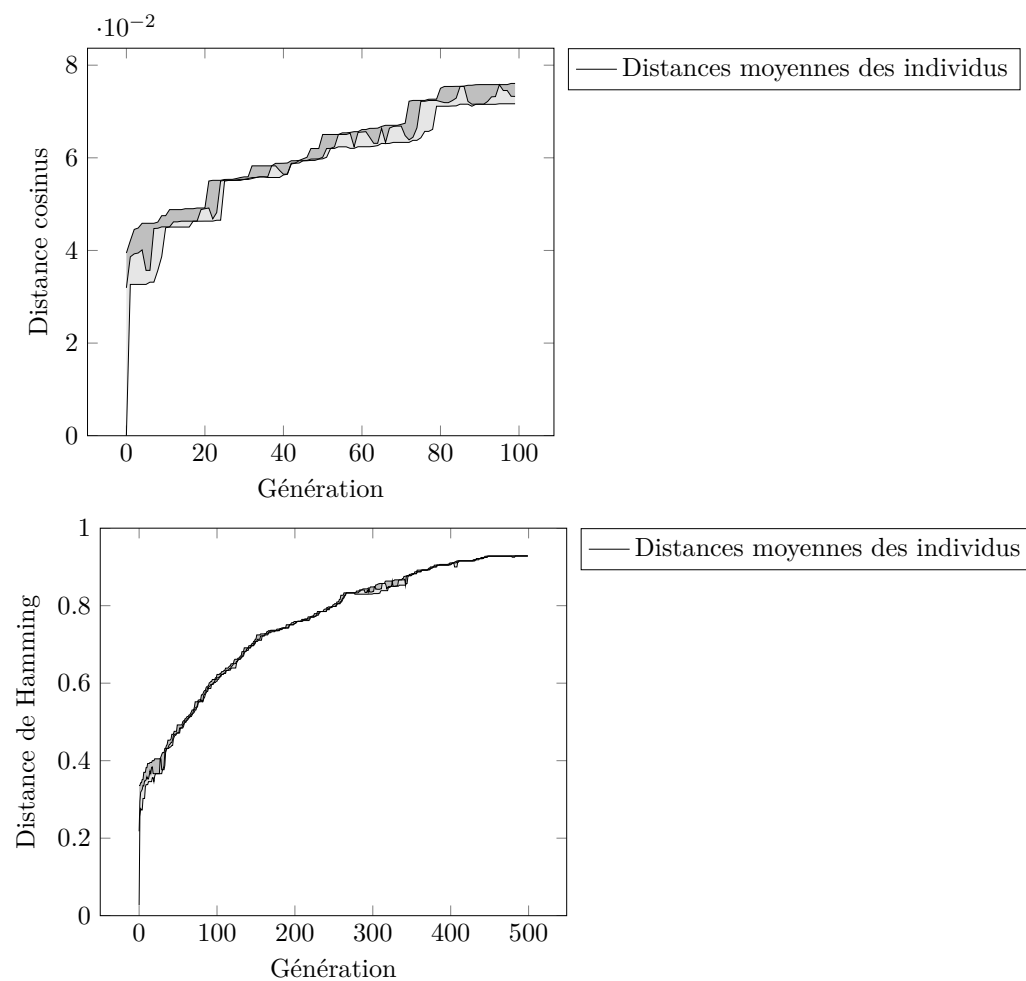 ·10−2
8
6
4
2
0
Distance cosinus
0 20 40 60 80 100
Génération
Distances moyennes des individus
1
0.8
0.6
0.4
0.2
0
Distance de Hamming
0 100 200 300 400 500
Génération
Distances moyennes des individus